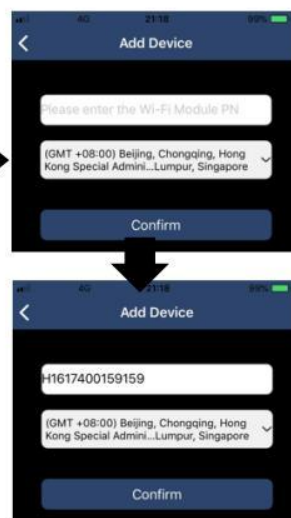 4G 21:18 99%
Add Device
Please enter the Wi-Fi Module PN
(GMT +08:00) Beijing, Chongqing, Hong
Kong Special Admini...Lumpur, Singapore
Confirm
4G 21:18 99%
Add Device
H1617400159159
(GMT +08:00) Beijing, Chongqing, Hong
Kong Special Admini...Lumpur, Singapore
Confirm